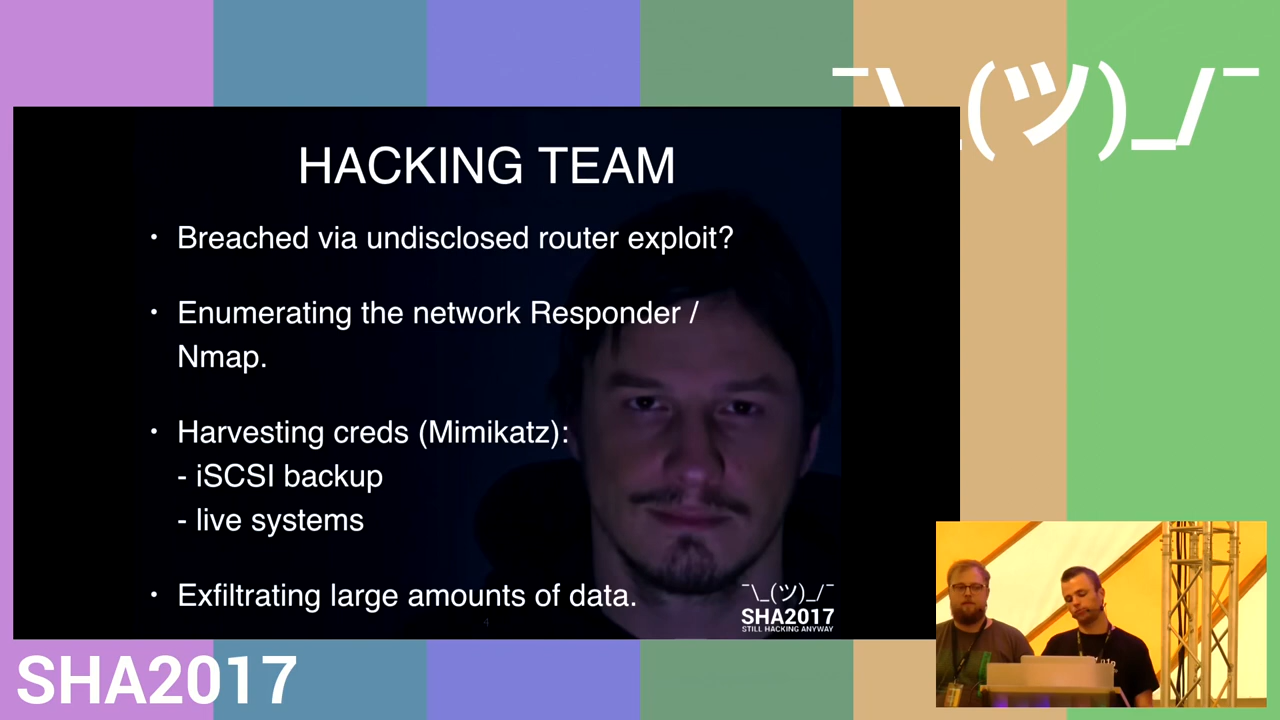 ¯\_(ツ)_/¯
HACKING TEAM
• Breached via undisclosed router exploit?
• Enumerating the network Responder /
Nmap.
• Harvesting creds (Mimikatz):
- iSCSI backup
- live systems
• Exfiltrating large amounts of data.
4
¯\_(ツ)_/¯
SHA2017
STILL HACKING ANYWAY
SHA2017